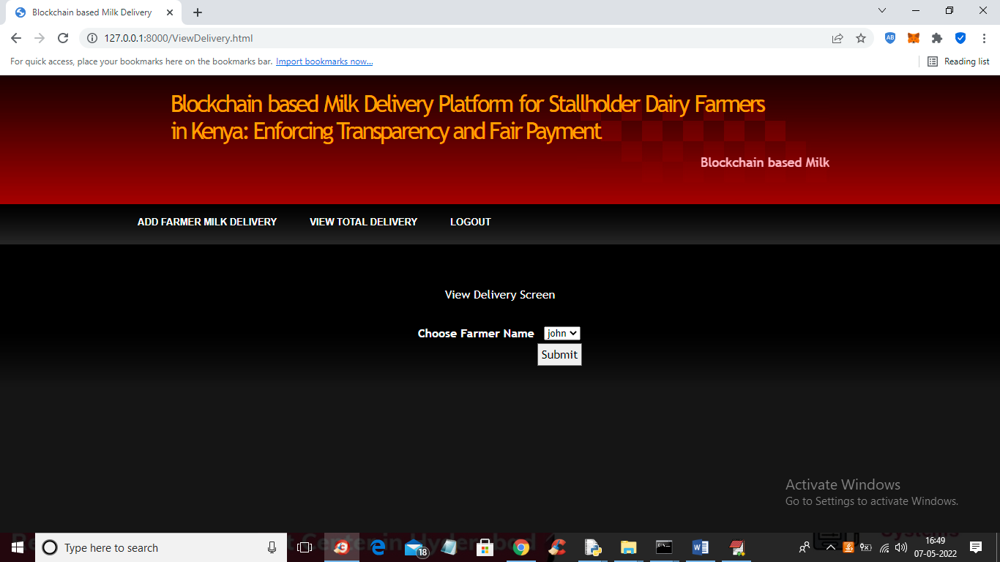 Blockchain based Milk Delivery
127.0.0.1:8000/ViewDelivery.html
For quick access, place your bookmarks here on the bookmarks bar. Import bookmarks now...
Reading list
Blockchain based Milk Delivery Platform for Stallholder Dairy Farmers
in Kenya: Enforcing Transparency and Fair Payment
Blockchain based Milk
ADD FARMER MILK DELIVERY VIEW TOTAL DELIVERY LOGOUT
View Delivery Screen
Choose Farmer Name john
Submit
Activate Windows
Go to Settings to activate Windows.
Systems
Type here to search
18
16:49
07-05-2022